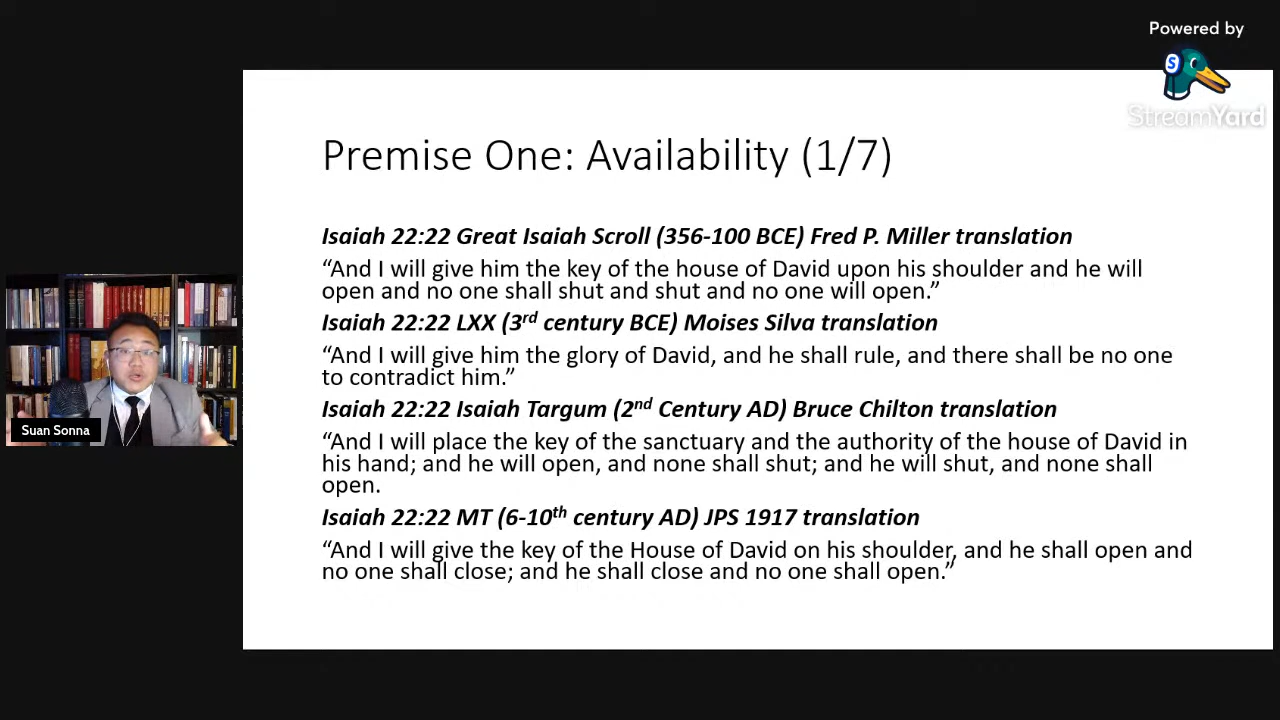 Powered by
StreamYard
Premise One: Availability (1/7)
Isaiah 22:22 Great Isaiah Scroll (356-100 BCE) Fred P. Miller translation
“And I will give him the key of the house of David upon his shoulder and he will
open and no one shall shut and shut and no one will open.”
Isaiah 22:22 LXX (3rd century BCE) Moises Silva translation
“And I will give him the glory of David, and he shall rule, and there shall be no one
to contradict him.”
Isaiah 22:22 Isaiah Targum (2nd Century AD) Bruce Chilton translation
“And I will place the key of the sanctuary and the authority of the house of David in
his hand; and he will open, and none shall shut; and he will shut, and none shall
open.
Isaiah 22:22 MT (6-10th century AD) JPS 1917 translation
“And I will give the key of the House of David on his shoulder, and he shall open and
no one shall close; and he shall close and no one shall open.”
Suan Sonna